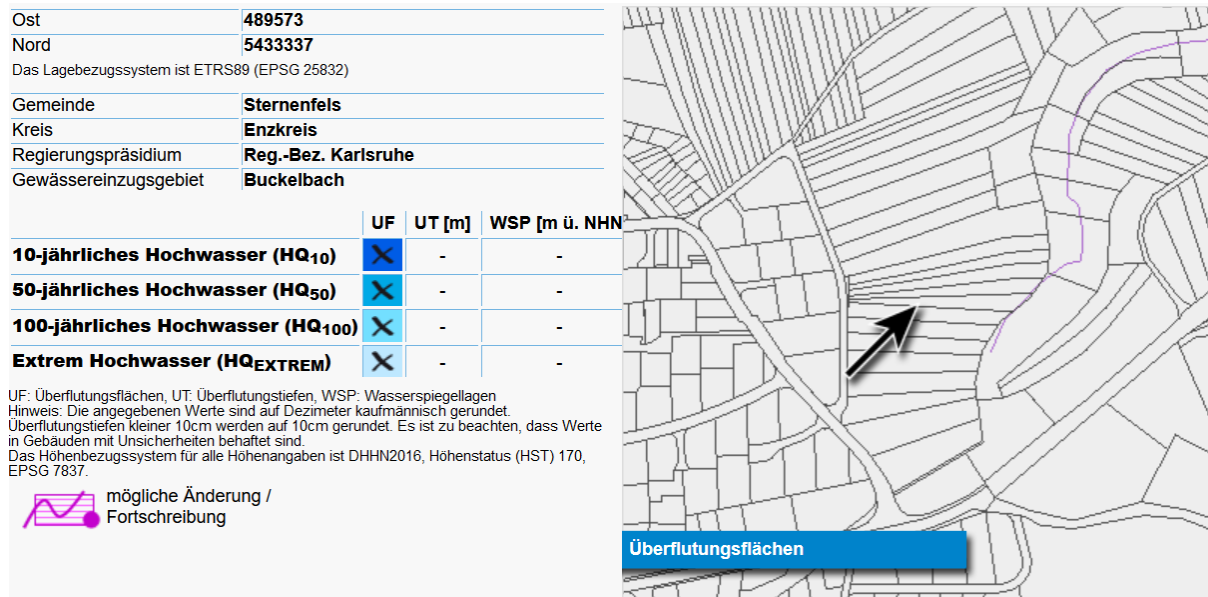 Ost 489573
Nord 5433337
Das Lagebezugssystem ist ETRS89 (EPSG 25832)
Gemeinde Sternenfels
Kreis Enzkreis
Regierungspräsidium Reg.-Bez. Karlsruhe
Gewässereinzugsgebiet Buckelbach
UF UT [m] WSP [m ü. NHN
10-jährliches Hochwasser (HQ10) - -
50-jährliches Hochwasser (HQ50) - -
100-jährliches Hochwasser (HQ100) - -
Extrem Hochwasser (HQEXTREM) - -
UF: Überflutungsflächen, UT: Überflutungstiefen, WSP: Wasserspiegellagen
Hinweis: Die angegebenen Werte sind auf Dezimeter kaufmännisch gerundet.
Überflutungstiefen kleiner 10cm werden auf 10cm gerundet. Es ist zu beachten, dass Werte
in Gebäuden mit Unsicherheiten behaftet sind.
Das Höhenbezugssystem für alle Höhenangaben ist DHHN2016, Höhenstatus (HST) 170,
EPSG 7837.
mögliche Änderung /
Fortschreibung
Überflutungsflächen